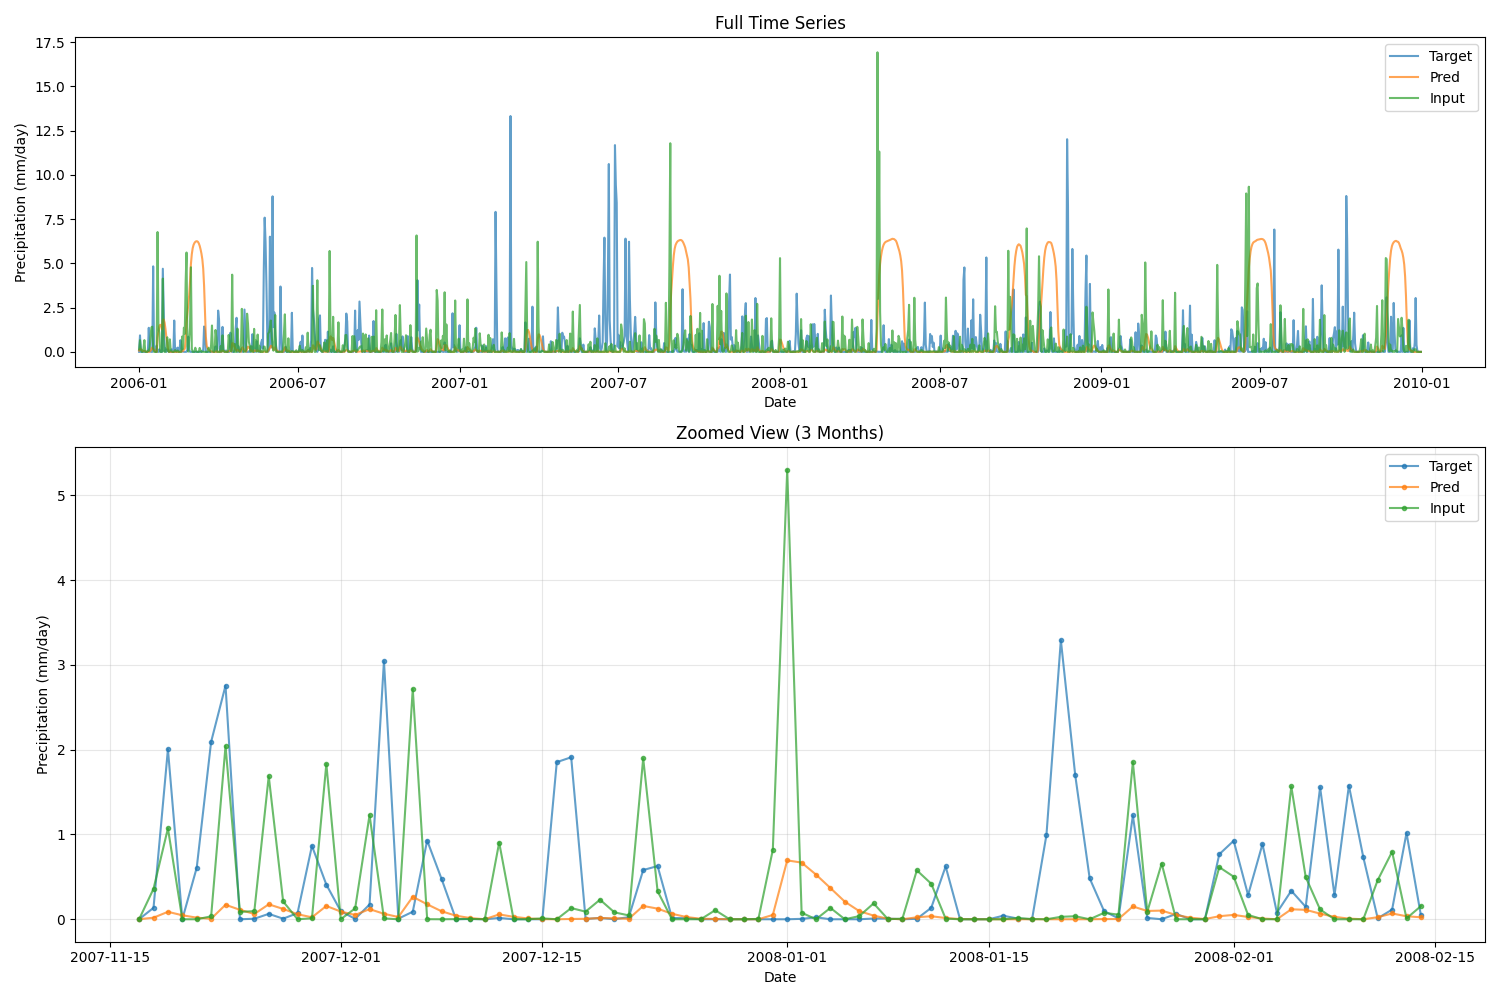 Full Time Series
Precipitation (mm/day)
17.5
15.0
12.5
10.0
7.5
5.0
2.5
0.0
Target
Pred
Input
2006-01 2006-07 2007-01 2007-07 2008-01 2008-07 2009-01 2009-07 2010-01
Date
Zoomed View (3 Months)
Precipitation (mm/day)
5
4
3
2
1
0
Target
Pred
Input
2007-11-15 2007-12-01 2007-12-15 2008-01-01 2008-01-15 2008-02-01 2008-02-15
Date